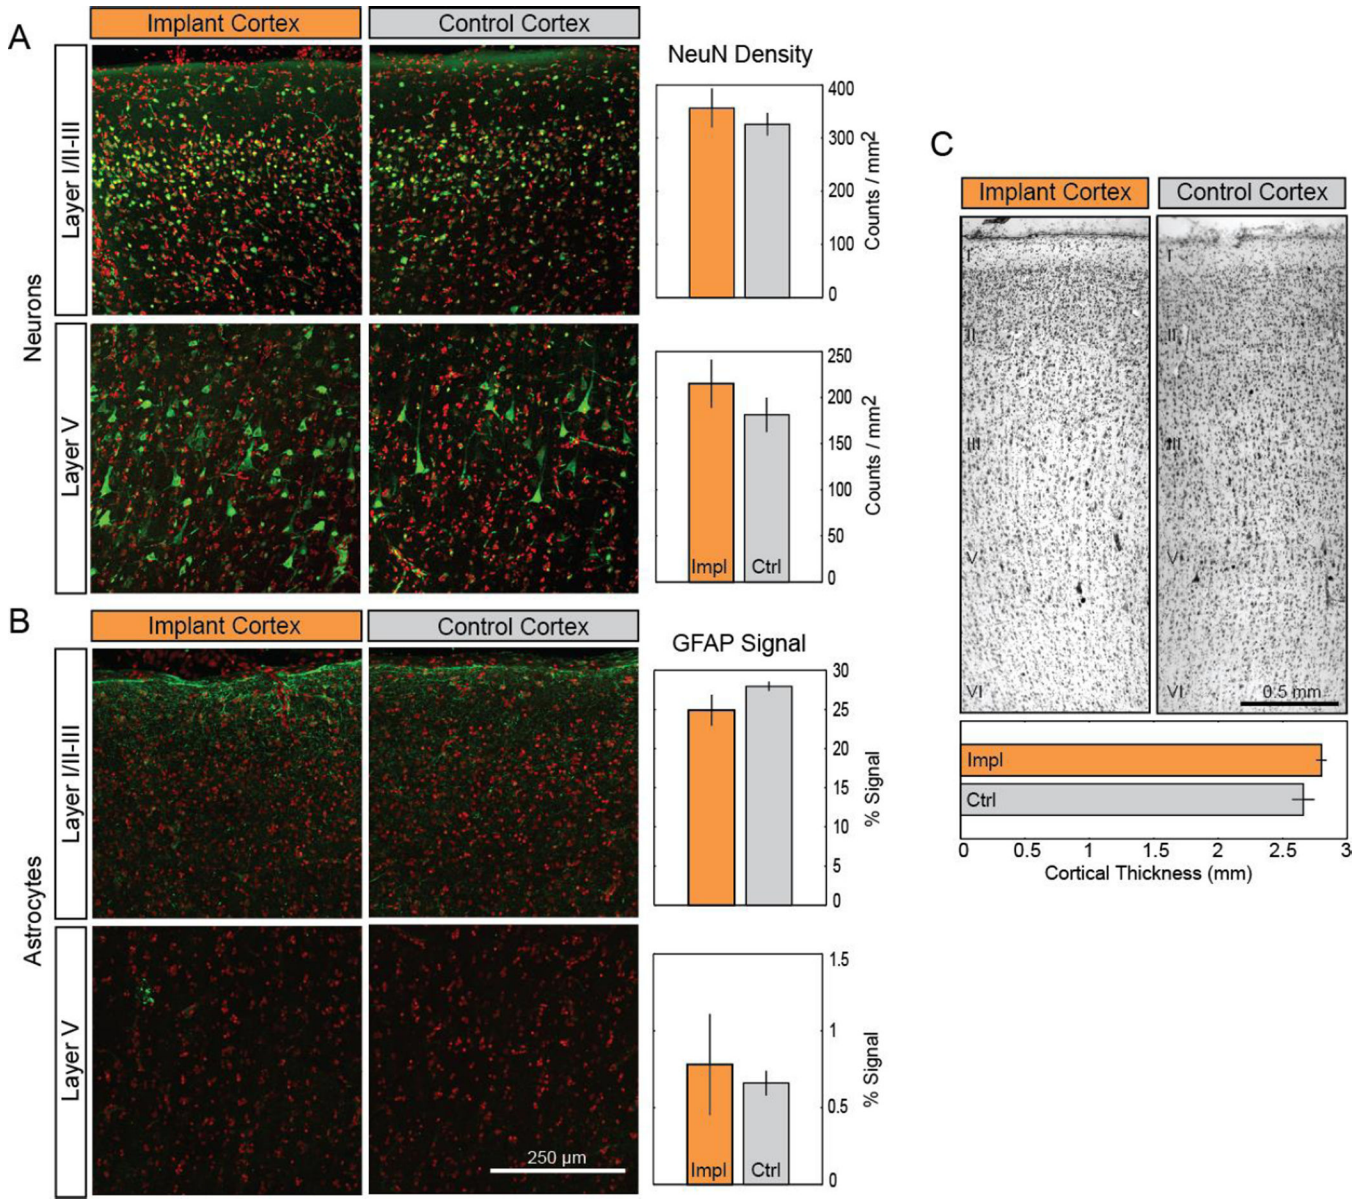 A
Implant Cortex
Control Cortex
NeuN Density
Neurons
Layer I/II-III
400
300
200
100
0
Counts / mm2
Layer V
250
200
150
100
50
0
Counts / mm2
Impl
Ctrl
B
Implant Cortex
Control Cortex
GFAP Signal
Astrocytes
Layer I/II-III
30
25
20
15
10
5
0
% Signal
Layer V
250 µm
1.5
1
0.5
0
% Signal
Impl
Ctrl
C
Implant Cortex
Control Cortex
I
II
III
V
VI
I
II
III
V
VI
0.5 mm
Impl
Ctrl
0 0.5 1 1.5 2 2.5 3
Cortical Thickness (mm)